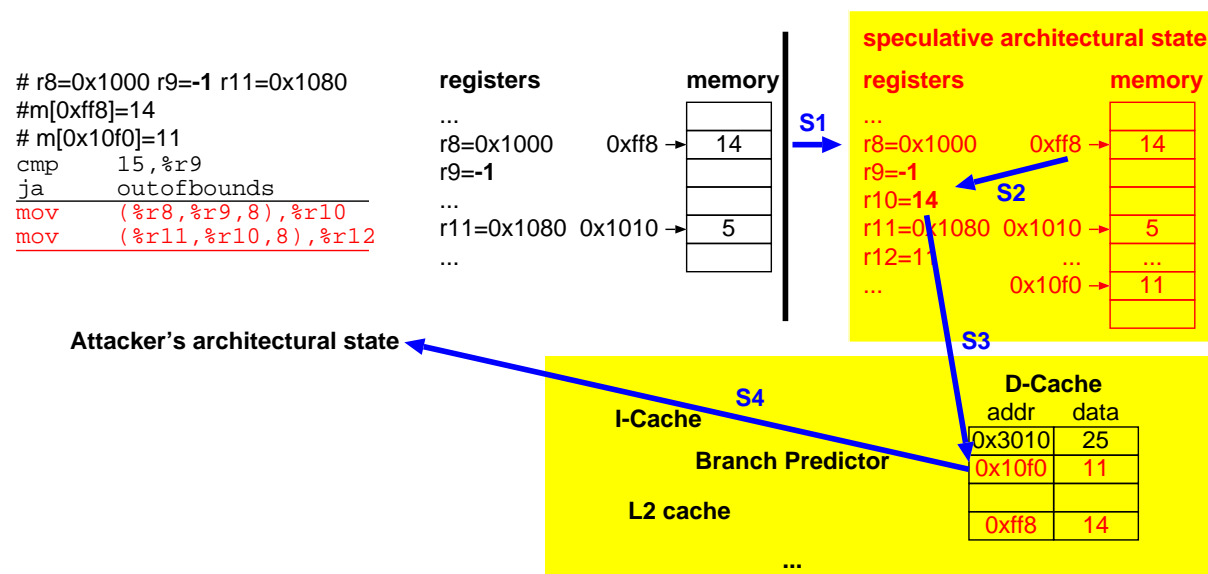 # r8=0x1000 r9=-1 r11=0x1080
#m[0xff8]=14
# m[0x10f0]=11
cmp 15,%r9
ja outofbounds
mov (%r8,%r9,8),%r10
mov (%r11,%r10,8),%r12
registers memory
...
r8=0x1000 0xff8 14
r9=-1
...
r11=0x1080 0x1010 5
...
S1
speculative architectural state
registers memory
...
r8=0x1000 0xff8 14
r9=-1
S2
r10=14
r11=0x1080 0x1010 5
r12=11 ... ...
... 0x10f0 11
S3
Attacker's architectural state
S4
D-Cache
addr data
0x3010 25
0x10f0 11
0xff8 14
I-Cache
Branch Predictor
L2 cache
...